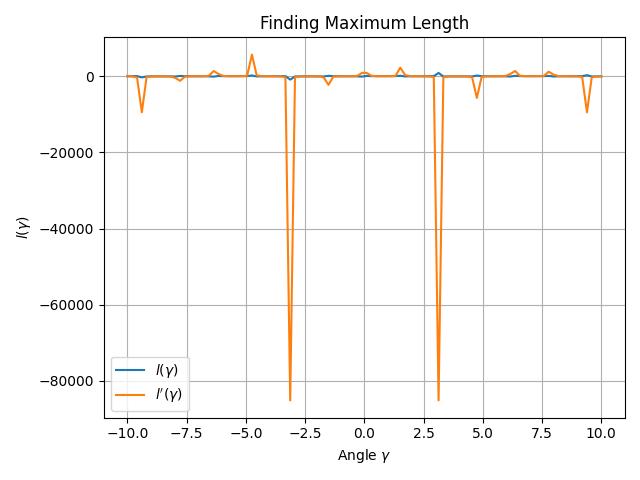 Finding Maximum Length
0
−20000
−40000
−60000
−80000
l(γ)
l(γ)
l′(γ)
−10.0 −7.5 −5.0 −2.5 0.0 2.5 5.0 7.5 10.0
Angle γ